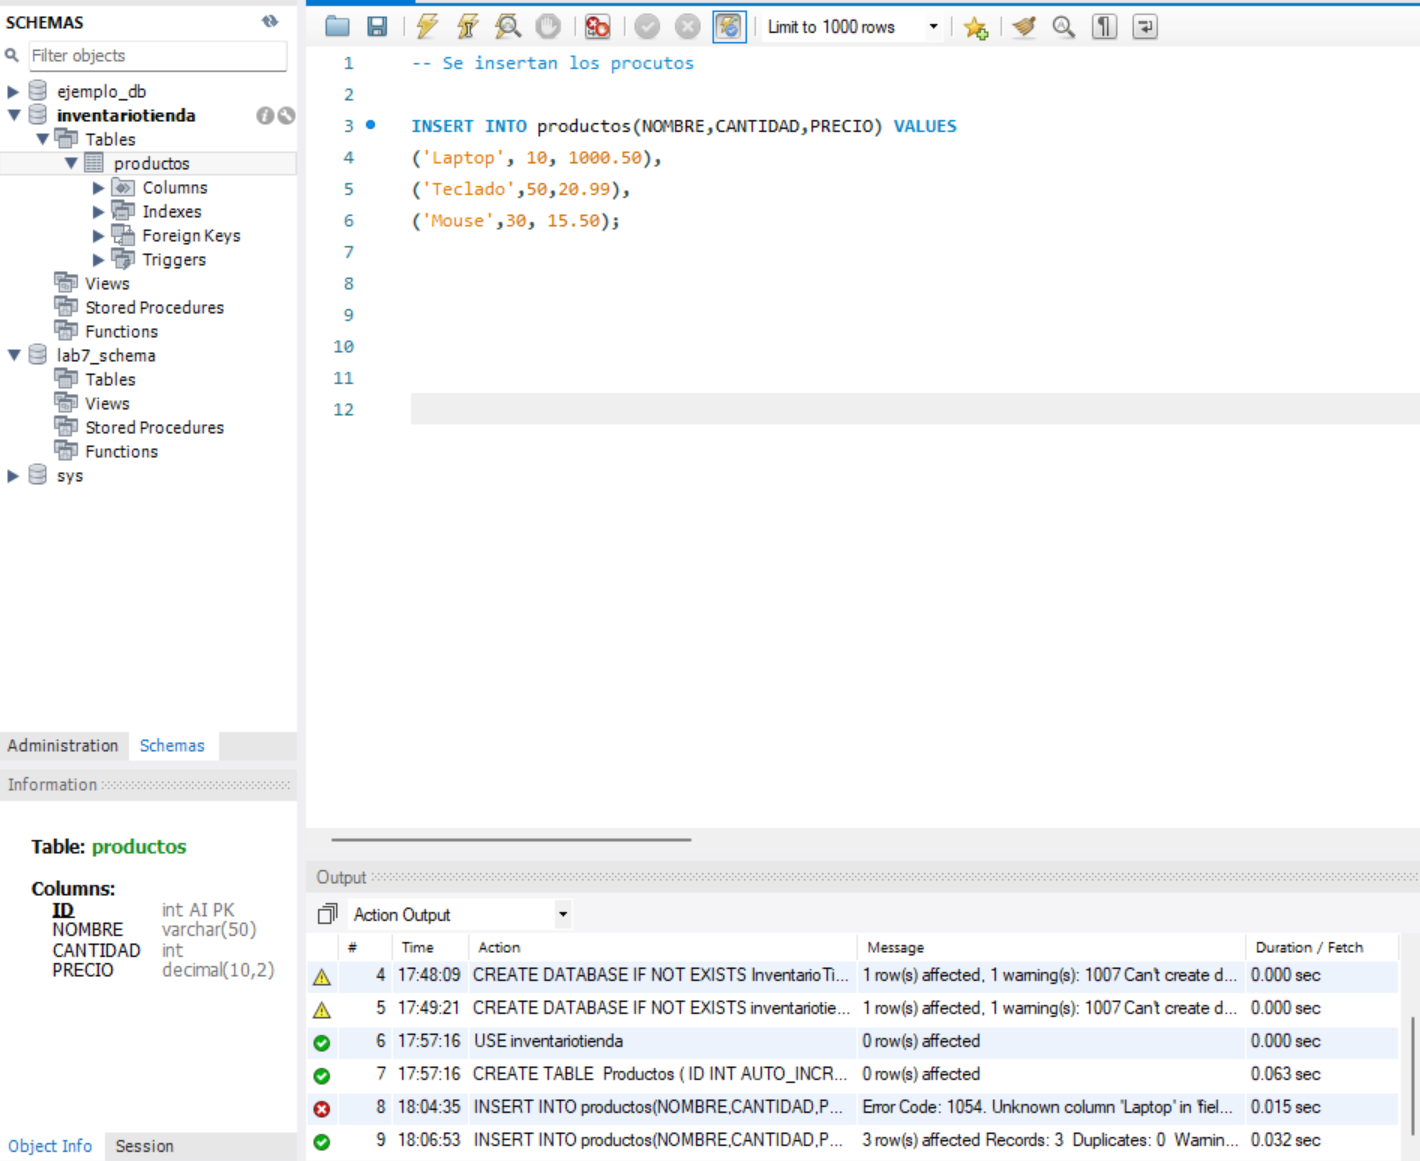 SCHEMAS
Filter objects
ejemplo_db
inventariotienda
Tables
productos
Columns
Indexes
Foreign Keys
Triggers
Views
Stored Procedures
Functions
lab7_schema
Tables
Views
Stored Procedures
Functions
sys
Administration Schemas
Information
Table: productos
Columns:
ID int AI PK
NOMBRE varchar(50)
CANTIDAD int
PRECIO decimal(10,2)
Object Info Session
Limit to 1000 rows
1 -- Se insertan los procutos
2
3 INSERT INTO productos(NOMBRE,CANTIDAD,PRECIO) VALUES
4 ('Laptop', 10, 1000.50),
5 ('Teclado',50,20.99),
6 ('Mouse',30, 15.50);
7
8
9
10
11
12
Output
Action Output
# Time Action Message Duration / Fetch
4 17:48:09 CREATE DATABASE IF NOT EXISTS InventarioTi... 1 row(s) affected, 1 warning(s): 1007 Can't create d... 0.000 sec
5 17:49:21 CREATE DATABASE IF NOT EXISTS inventariotie... 1 row(s) affected, 1 warning(s): 1007 Can't create d... 0.000 sec
6 17:57:16 USE inventariotienda 0 row(s) affected 0.000 sec
7 17:57:16 CREATE TABLE Productos ( ID INT AUTO_INCR... 0 row(s) affected 0.063 sec
8 18:04:35 INSERT INTO productos(NOMBRE,CANTIDAD,P... Error Code: 1054. Unknown column 'Laptop' in 'fiel... 0.015 sec
9 18:06:53 INSERT INTO productos(NOMBRE,CANTIDAD,P... 3 row(s) affected Records: 3 Duplicates: 0 Warnin... 0.032 sec